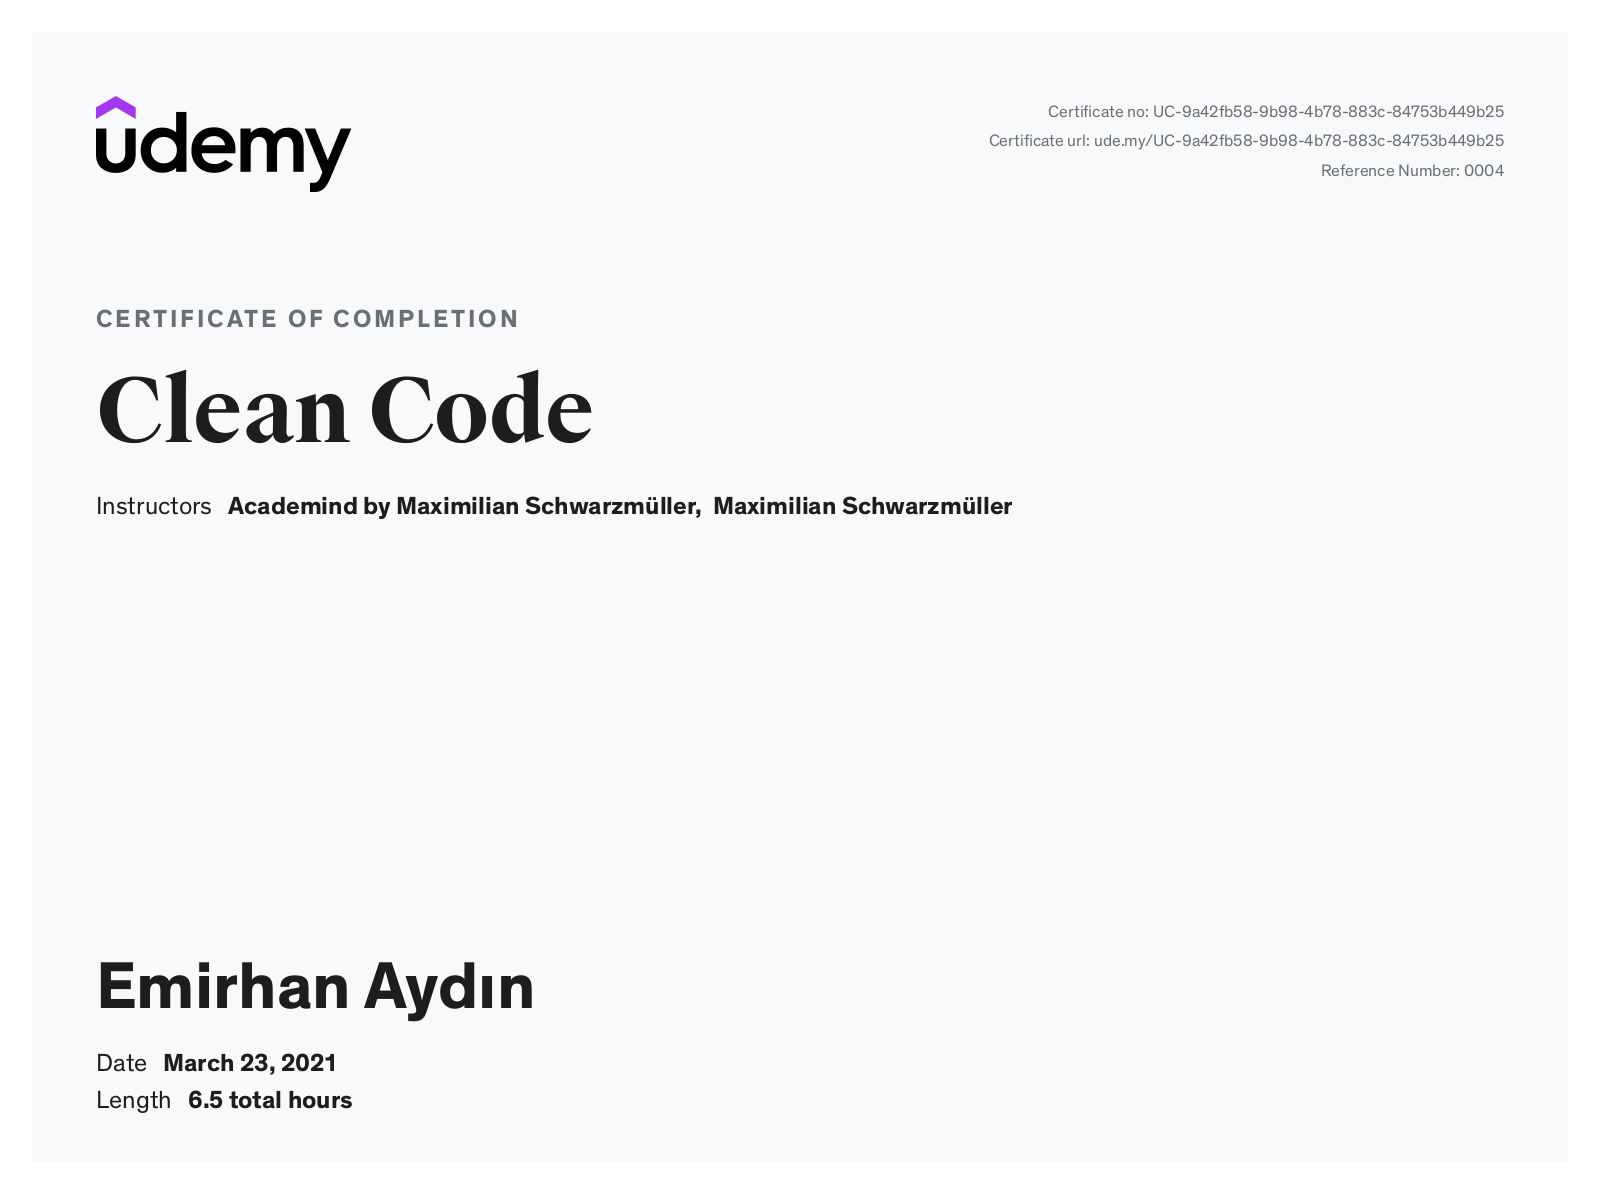 udemy
Certificate no: UC-9a42fb58-9b98-4b78-883c-84753b449b25
Certificate url: ude.my/UC-9a42fb58-9b98-4b78-883c-84753b449b25
Reference Number: 0004
CERTIFICATE OF COMPLETION
Clean Code
Instructors Academind by Maximilian Schwarzmüller, Maximilian Schwarzmüller
Emirhan Aydın
Date March 23, 2021
Length 6.5 total hours